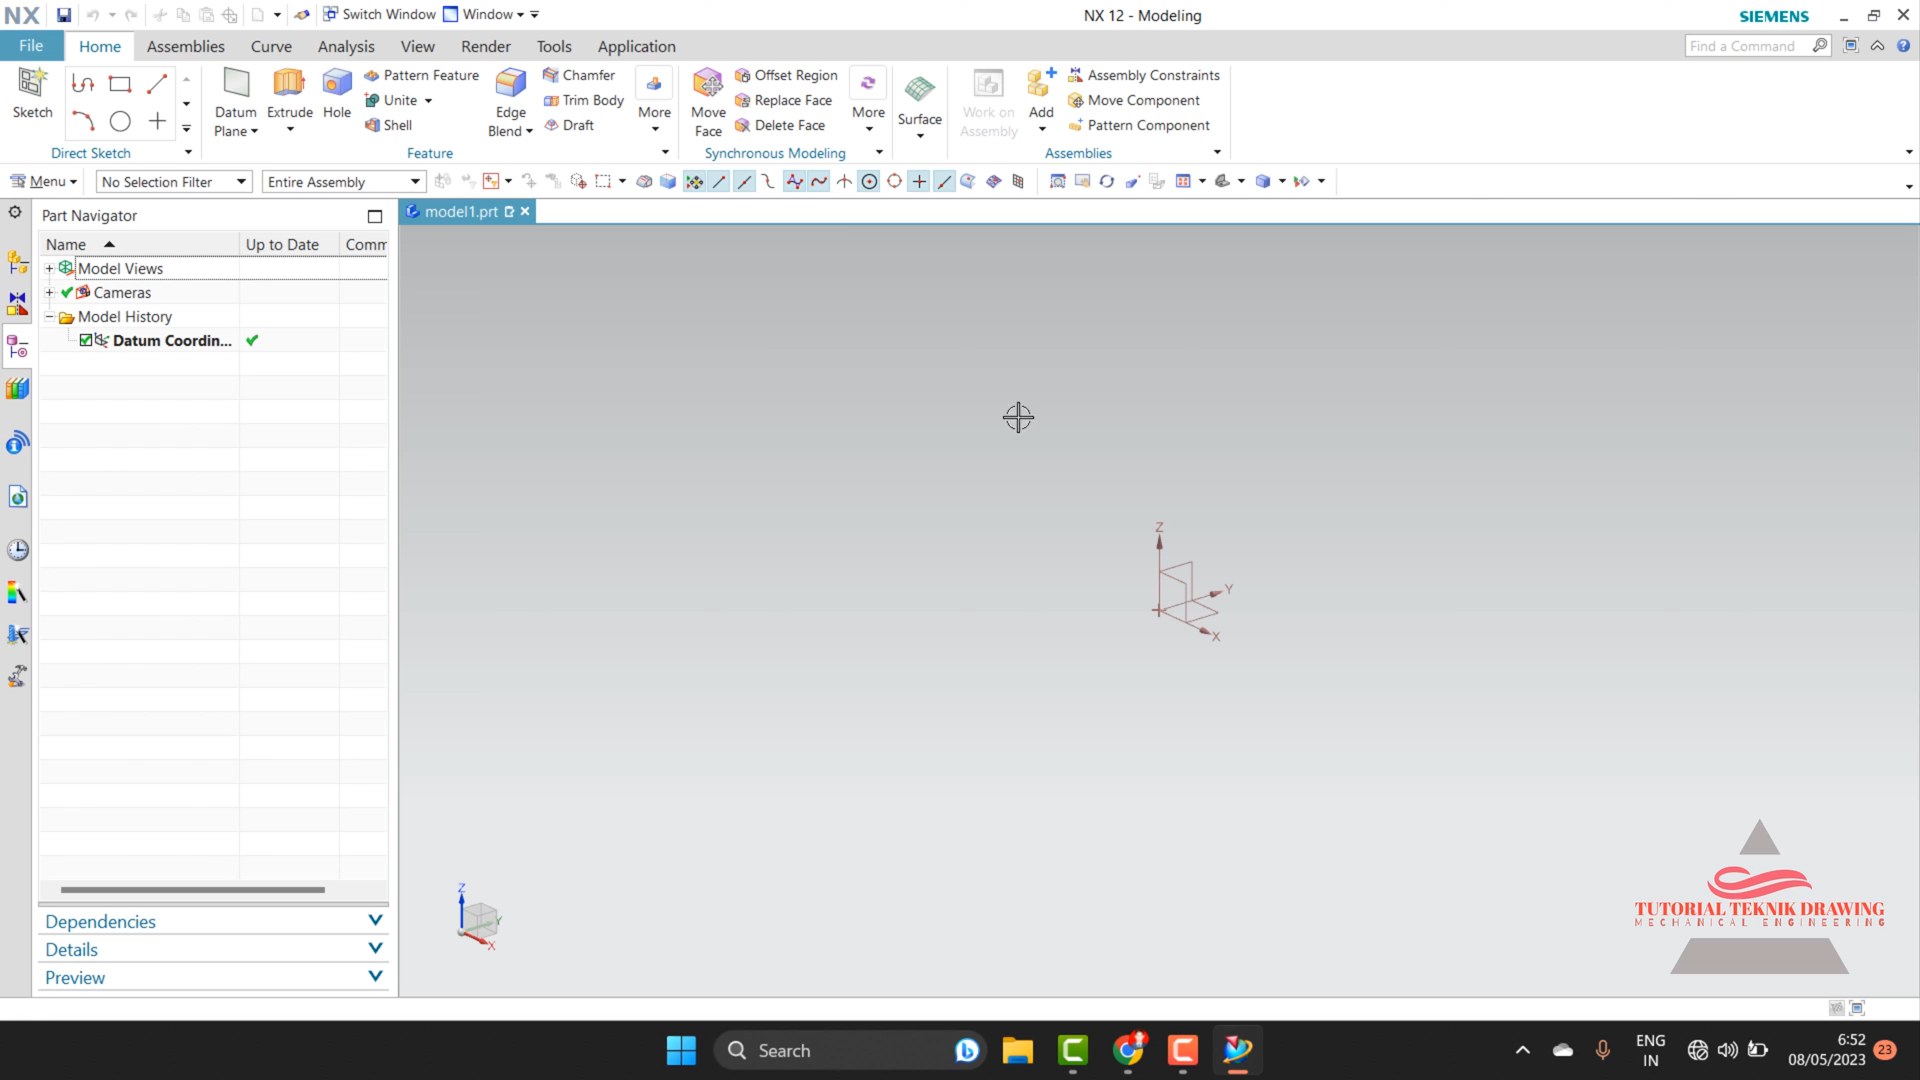 NX
Switch Window
Window
NX 12 - Modeling
SIEMENS
File
Home
Assemblies
Curve
Analysis
View
Render
Tools
Application
Find a Command
Sketch
Direct Sketch
Datum
Plane
Extrude
Hole
Pattern Feature
Unite
Shell
Edge
Blend
Chamfer
Trim Body
Draft
More
Feature
Move
Face
Offset Region
Replace Face
Delete Face
More
Synchronous Modeling
Surface
Work on
Assembly
Add
Assembly Constraints
Move Component
Pattern Component
Assemblies
Menu
No Selection Filter
Entire Assembly
Part Navigator
model1.prt
Name
Up to Date
Comm
Model Views
Cameras
Model History
Datum Coordin...
Z
Y
X
Z
Y
X
Dependencies
Details
Preview
TUTORIAL TEKNIK DRAWING
MECHANICAL ENGINEERING
Search
ENG
IN
6:52
08/05/2023
23